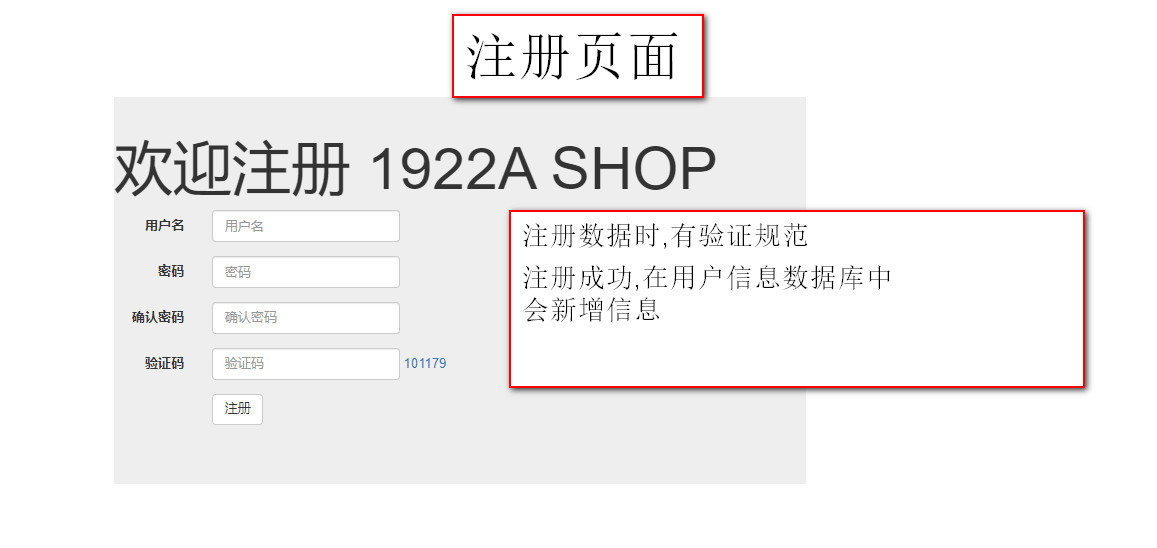 注册页面
欢迎注册 1922A SHOP
用户名 用户名
密码 密码
确认密码 确认密码
验证码 验证码 101179
注册
注册数据时,有验证规范
注册成功,在用户信息数据库中
会新增信息